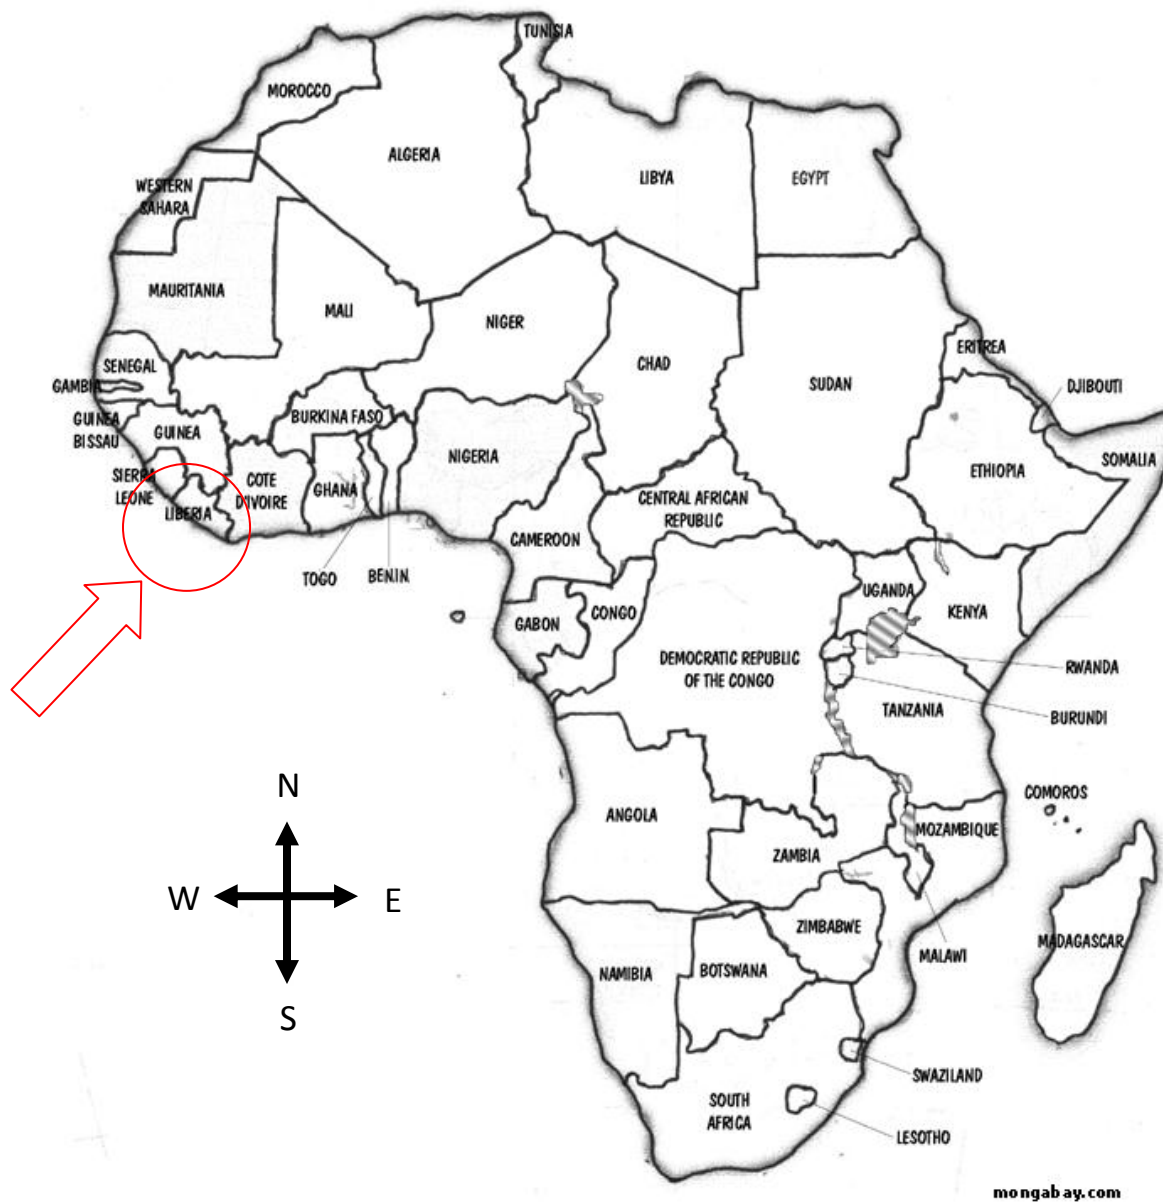 TUNISIA
MOROCCO
ALGERIA
LIBYA
EGYPT
WESTERN
SAHARA
MAURITANIA
MALI
NIGER
CHAD
SUDAN
ERITREA
DJIBOUTI
SENEGAL
GAMBIA
GUINEA
BISSAU
GUINEA
BURKINA FASO
NIGERIA
ETHIOPIA
SOMALIA
SIERRA
LEONE
LIBERIA
COTE
D'IVOIRE
GHANA
TOGO
BENIN
CENTRAL AFRICAN
REPUBLIC
CAMEROON
UGANDA
KENYA
GABON
CONGO
DEMOCRATIC REPUBLIC
OF THE CONGO
RWANDA
BURUNDI
TANZANIA
N
W
E
S
ANGOLA
COMOROS
MOZAMBIQUE
ZAMBIA
ZIMBABWE
MALAWI
MADAGASCAR
NAMIBIA
BOTSWANA
SWAZILAND
SOUTH
AFRICA
LESOTHO
mongabay.com